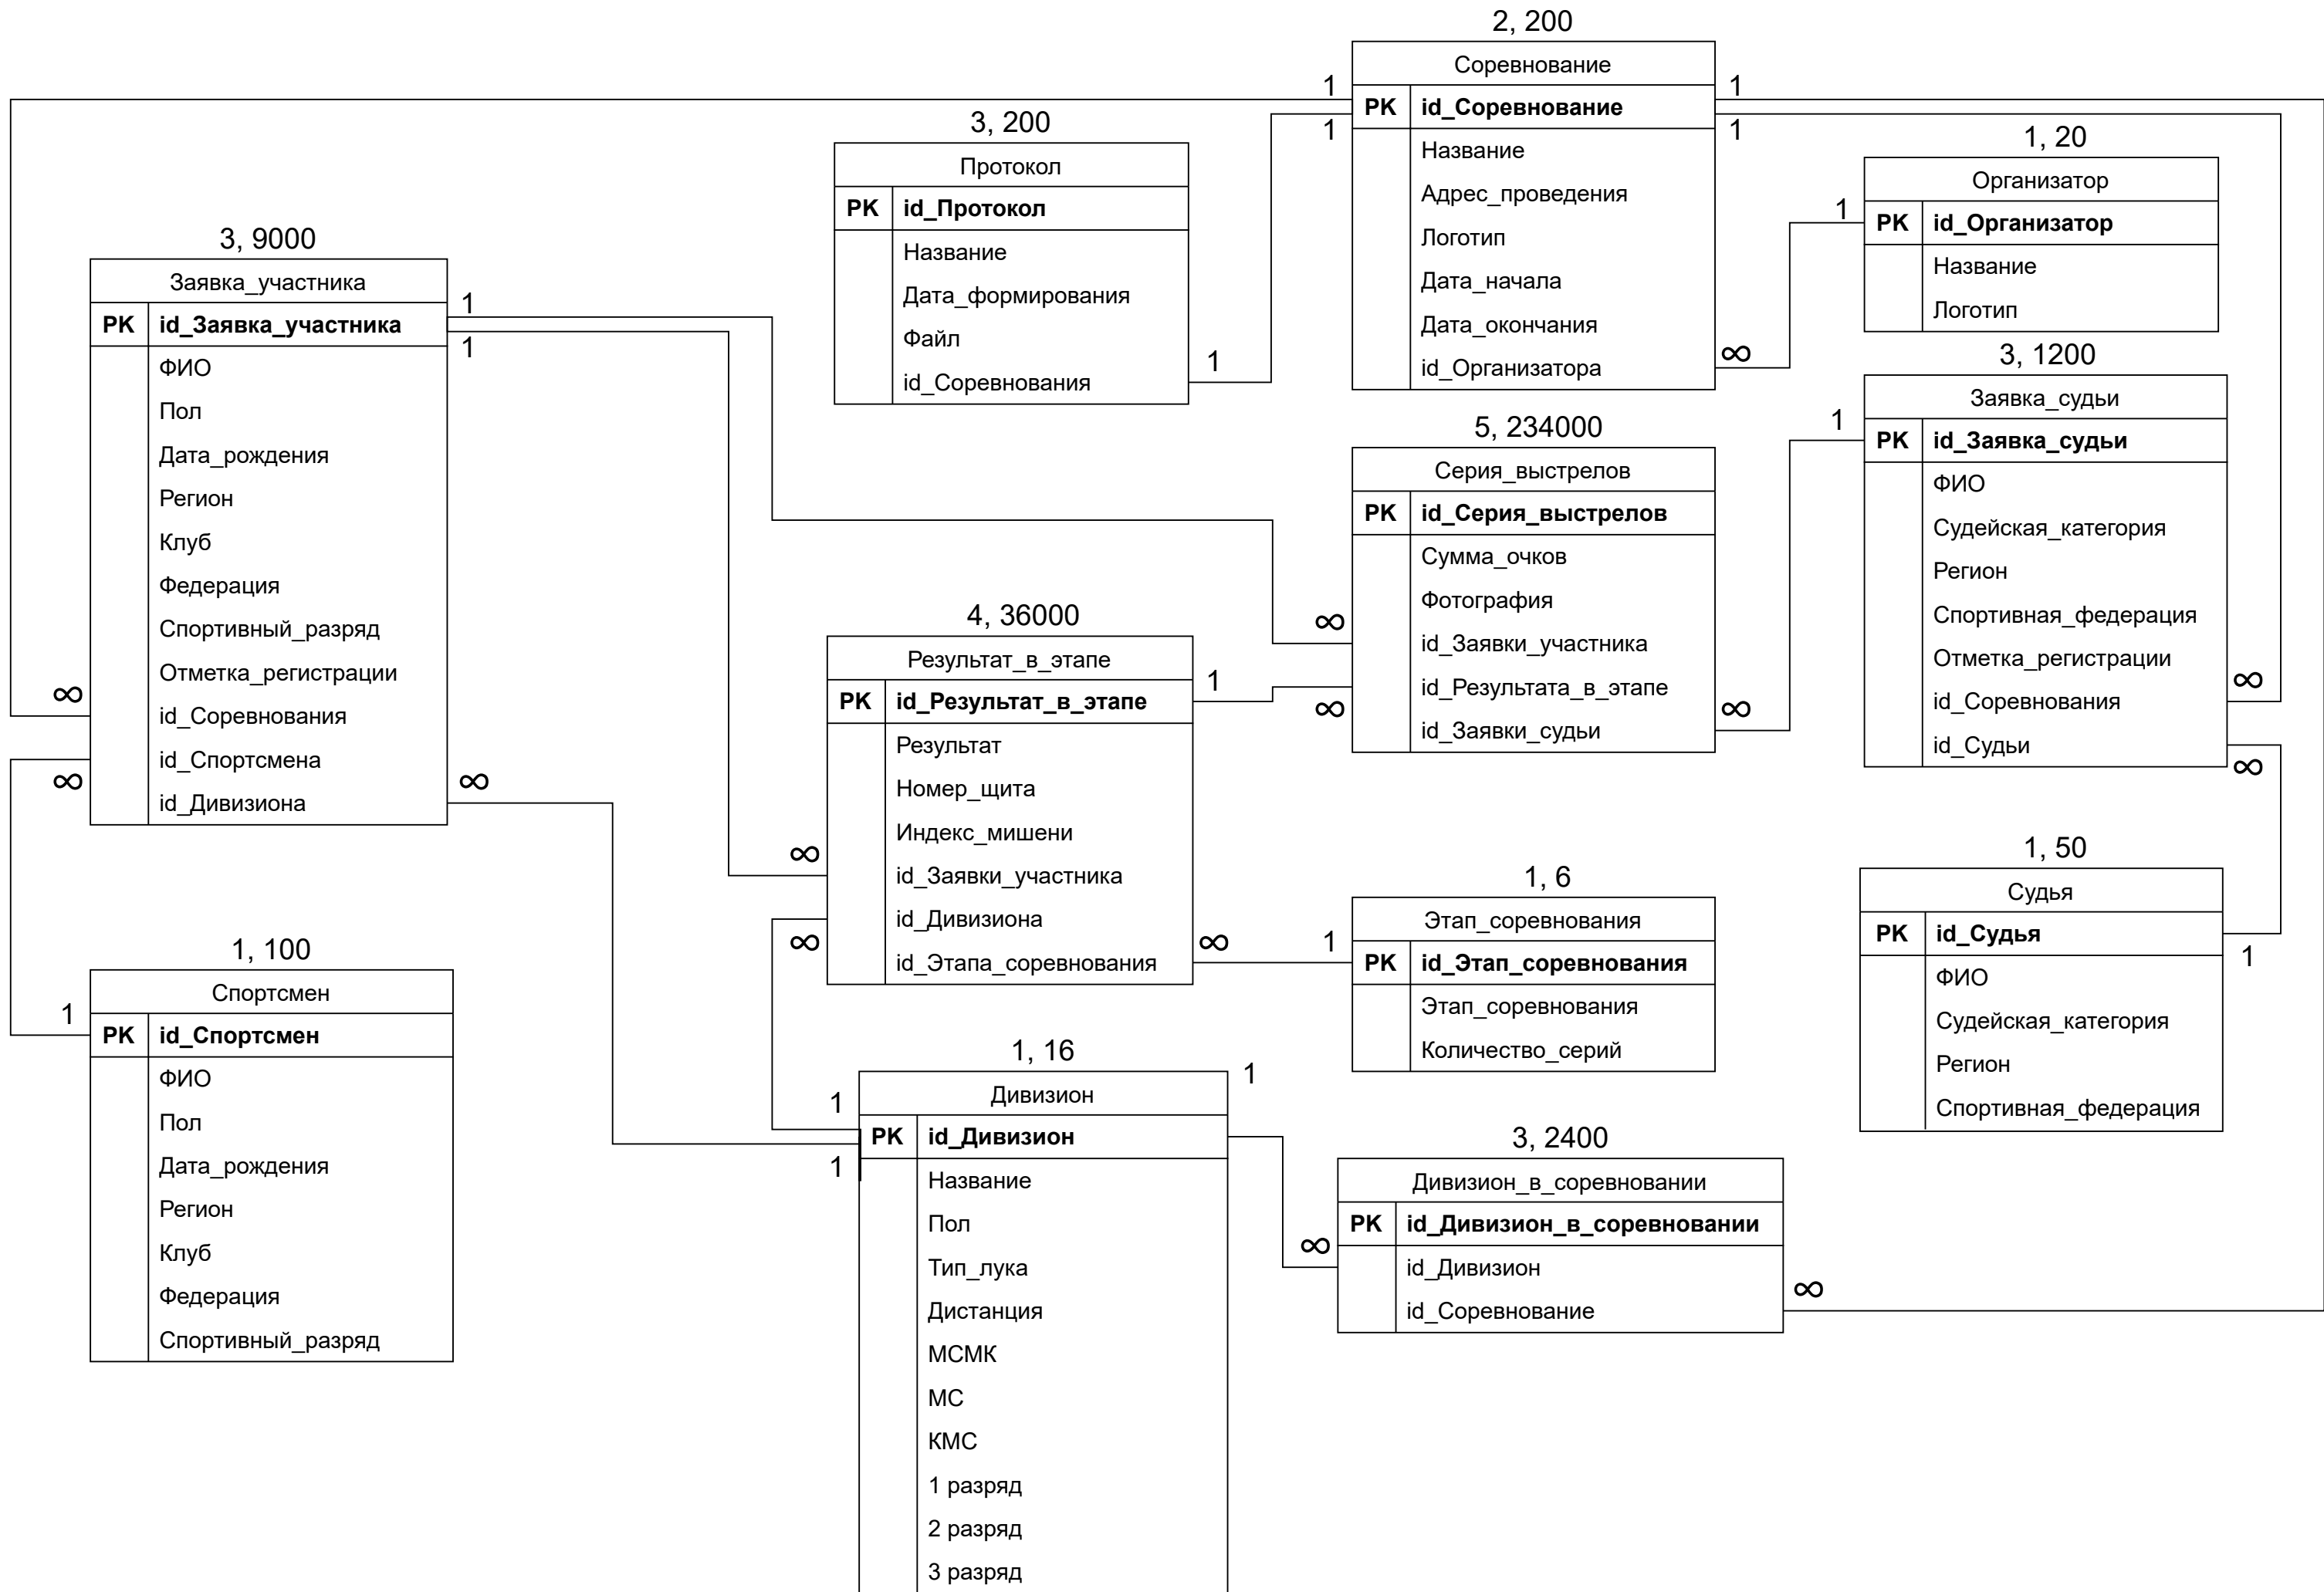 2, 200
Соревнование
1
1
PK id_Соревнование
1
1
Название
Адрес_проведения
Логотип
Дата_начала
Дата_окончания
∞
id_Организатора
3, 200
Протокол
PK id_Протокол
Название
Дата_формирования
Файл
1
id_Соревнования
1, 20
Организатор
1
PK id_Организатор
Название
Логотип
3, 9000
Заявка_участника
1
PK id_Заявка_участника
1
ФИО
Пол
Дата_рождения
Регион
Клуб
Федерация
Спортивный_разряд
Отметка_регистрации
∞
id_Соревнования
id_Спортсмена
∞
∞
id_Дивизиона
5, 234000
Серия_выстрелов
PK id_Серия_выстрелов
Сумма_очков
Фотография
∞
id_Заявки_участника
id_Результата_в_этапе
∞
∞
id_Заявки_судьи
3, 1200
Заявка_судьи
1
PK id_Заявка_судьи
ФИО
Судейская_категория
Регион
Спортивная_федерация
Отметка_регистрации
∞
id_Соревнования
id_Судьи
∞
4, 36000
Результат_в_этапе
1
PK id_Результат_в_этапе
Результат
Номер_щита
Индекс_мишени
∞
id_Заявки_участника
id_Дивизиона
∞
∞
id_Этапа_соревнования
1, 6
Этап_соревнования
1
PK id_Этап_соревнования
Этап_соревнования
Количество_серий
1, 50
Судья
PK id_Судья
1
ФИО
Судейская_категория
Регион
Спортивная_федерация
1, 100
Спортсмен
1
PK id_Спортсмен
ФИО
Пол
Дата_рождения
Регион
Клуб
Федерация
Спортивный_разряд
1, 16
1
Дивизион
1
PK id_Дивизион
1
Название
Пол
Тип_лука
Дистанция
МСМК
МС
КМС
1 разряд
2 разряд
3 разряд
3, 2400
Дивизион_в_соревновании
PK id_Дивизион_в_соревновании
∞
id_Дивизион
∞
id_Соревнование